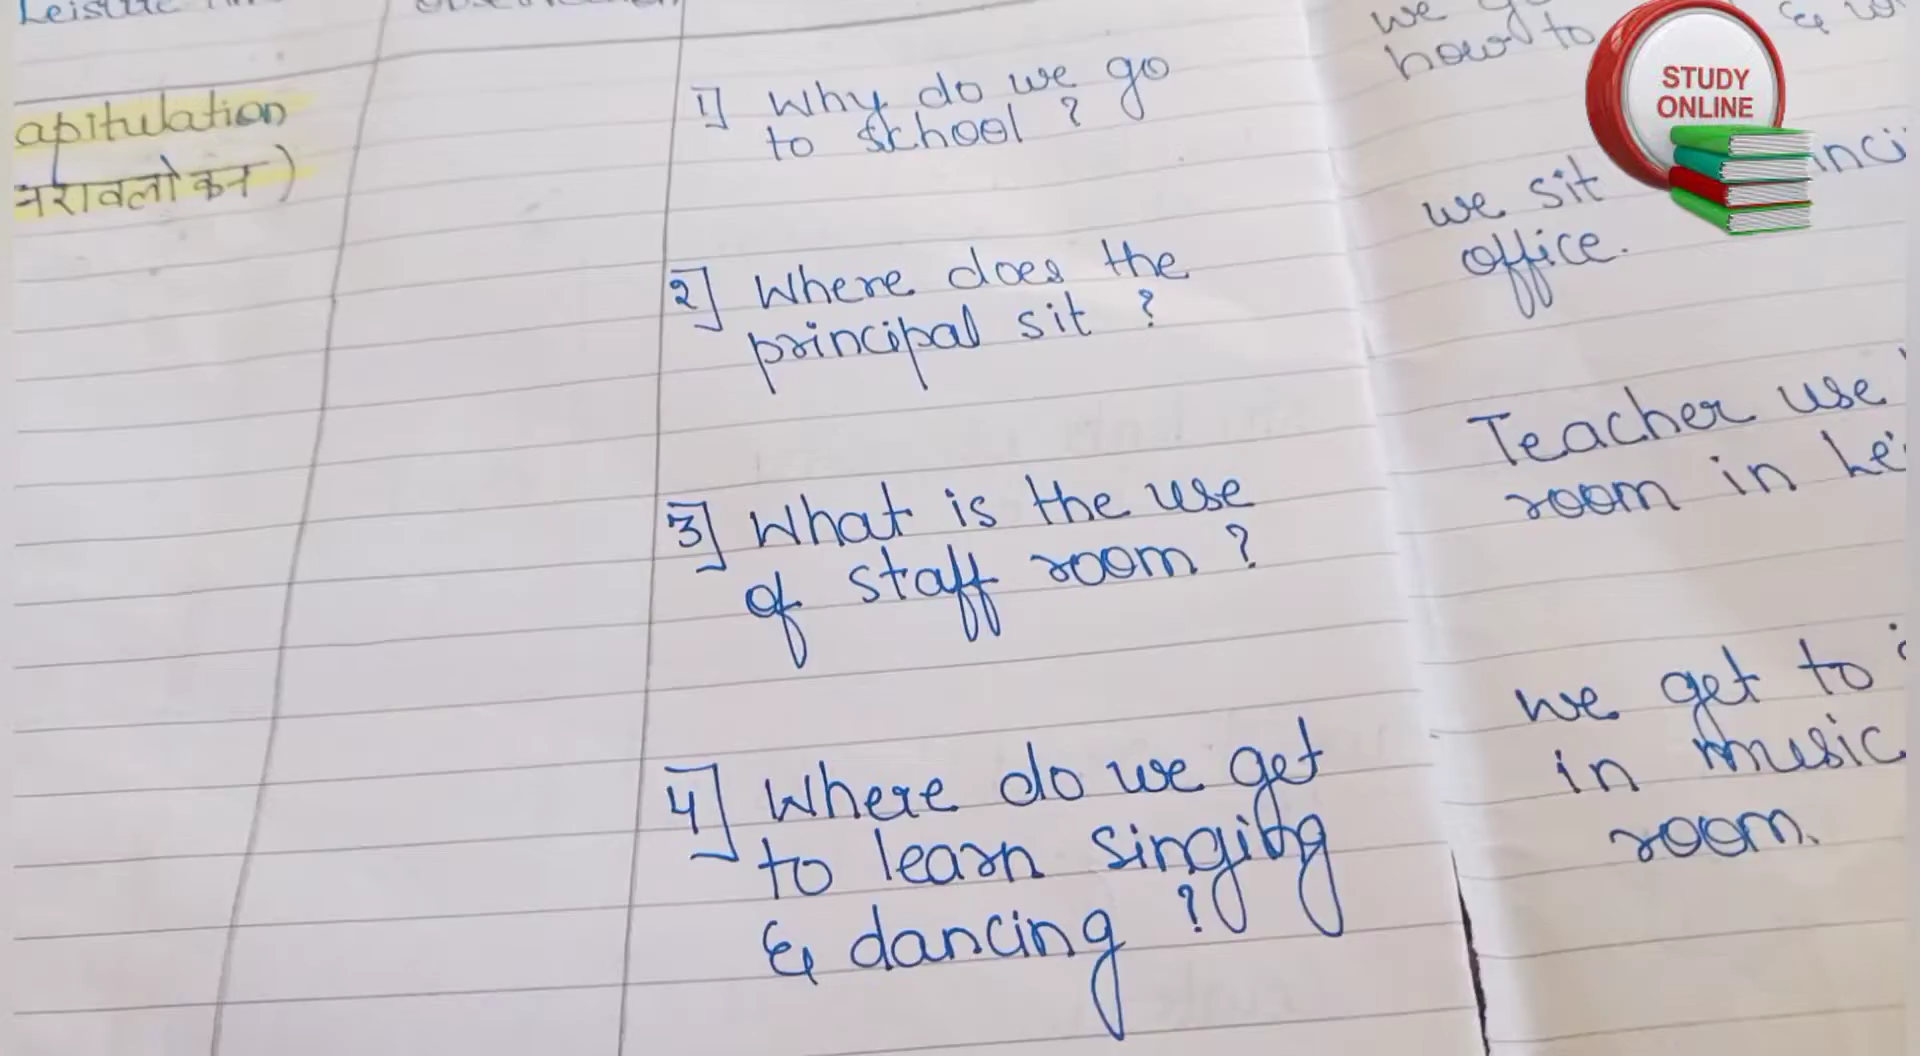 Leisure
apitulation
नरावलोकन)
1] Why do we go
to School ?
2] Where does the
principal sit ?
3] What is the use
of staff room ?
4] Where do we get
to learn singing
& dancing ?
we
how to
&
we sit
office.
Teacher use
room in
we get to
in music
room.
STUDY
ONLINE